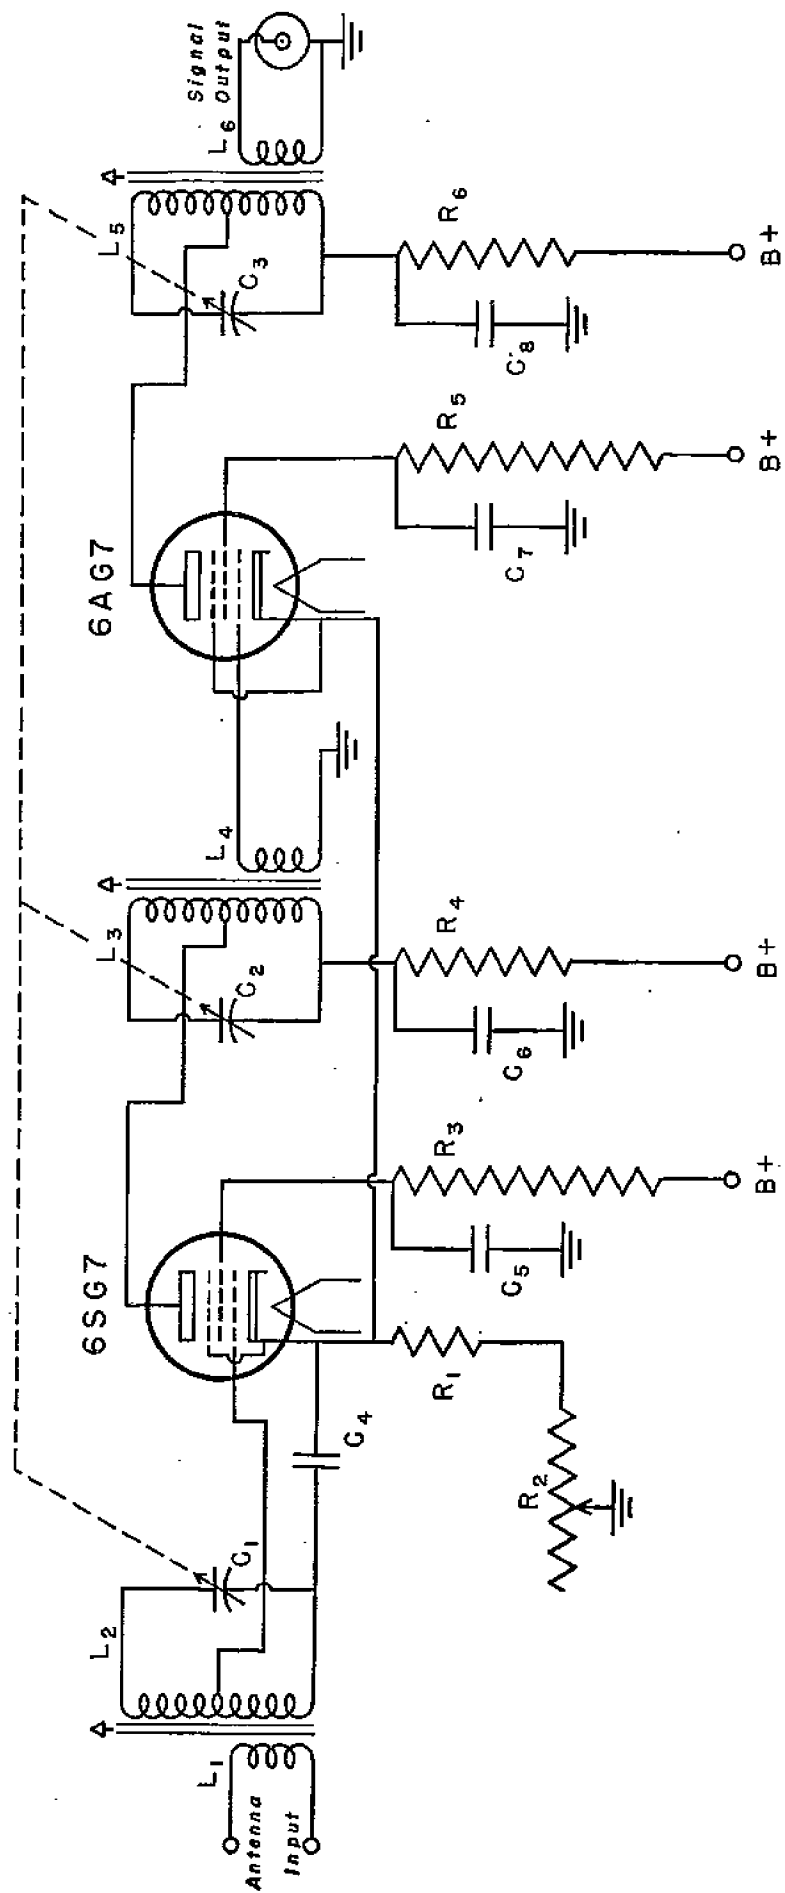 Antenna
Input
L1
L2
C1
6SG7
C4
R1
R2
C5
R3
B+
L3
C2
L4
C6
R4
B+
6AG7
C7
R5
B+
L5
C3
L6
C8
R6
B+
Signal
Output